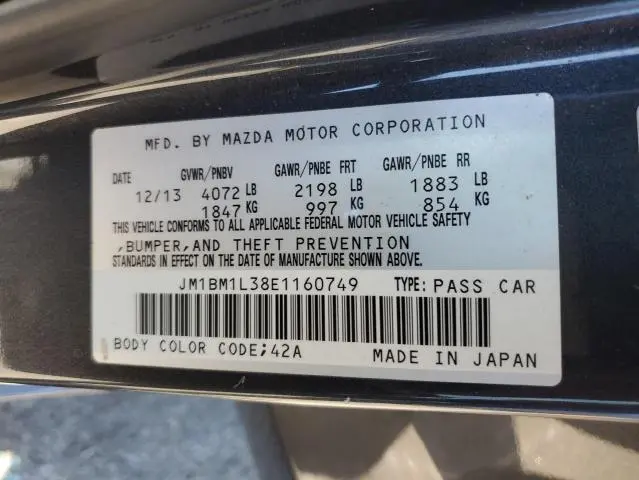 MFD. BY MAZDA MOTOR CORPORATION
DATE GVWR/PNBV GAWR/PNBE FRT GAWR/PNBE RR
12/13 4072 LB 2198 LB 1883 LB
1847 KG 997 KG 854 KG
THIS VEHICLE CONFORMS TO ALL APPLICABLE FEDERAL MOTOR VEHICLE SAFETY
,BUMPER,AND THEFT PREVENTION
STANDARDS IN EFFECT ON THE DATE OF MANUFACTURE SHOWN ABOVE.
JM1BM1L38E1160749 TYPE: PASS CAR
BODY COLOR CODE;42A MADE IN JAPAN